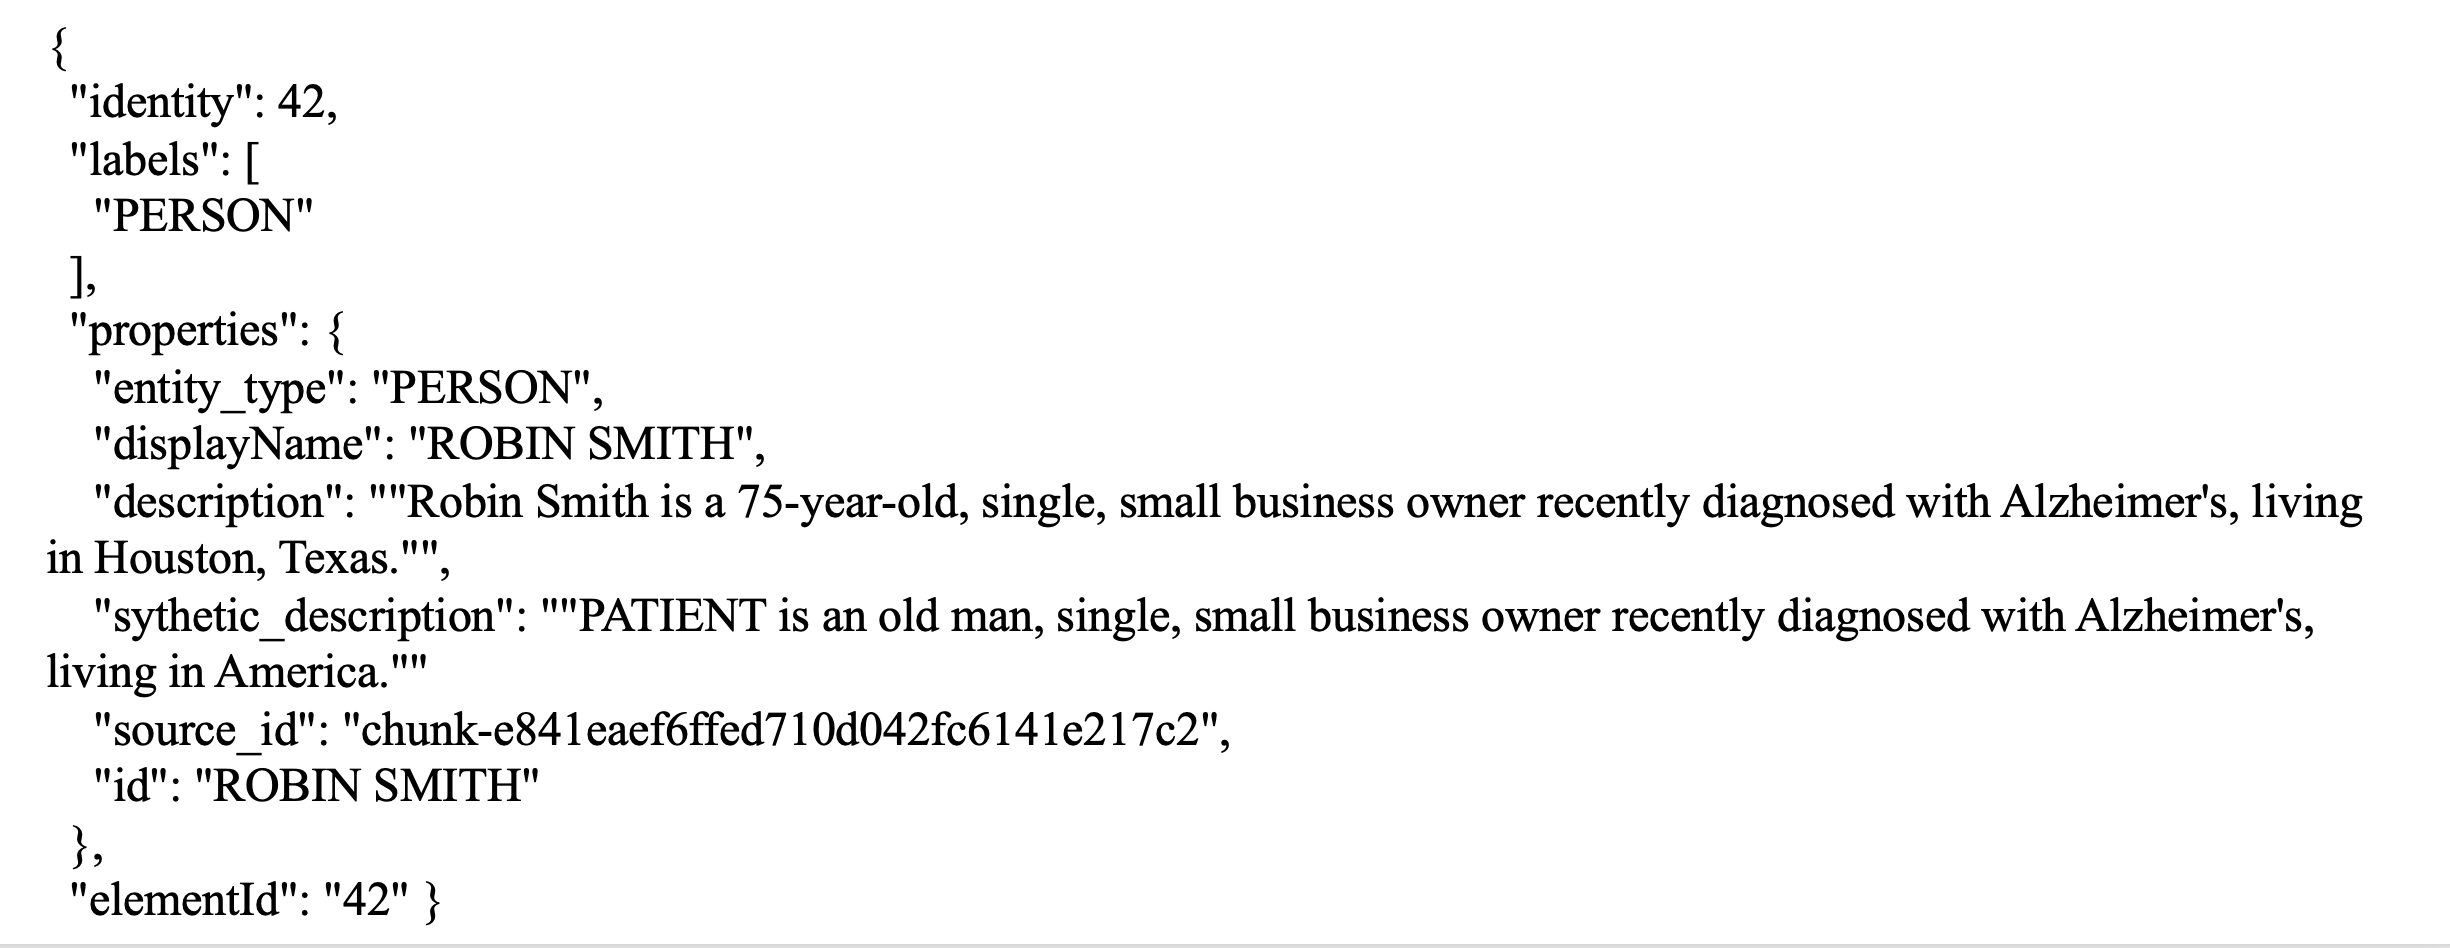 {
"identity": 42,
"labels": [
"PERSON"
],
"properties": {
"entity_type": "PERSON",
"displayName": "ROBIN SMITH",
"description": ""Robin Smith is a 75-year-old, single, small business owner recently diagnosed with Alzheimer's, living
in Houston, Texas."",
"sythetic_description": ""PATIENT is an old man, single, small business owner recently diagnosed with Alzheimer's,
living in America.""
"source_id": "chunk-e841eaef6ffed710d042fc6141e217c2",
"id": "ROBIN SMITH"
},
"elementId": "42" }